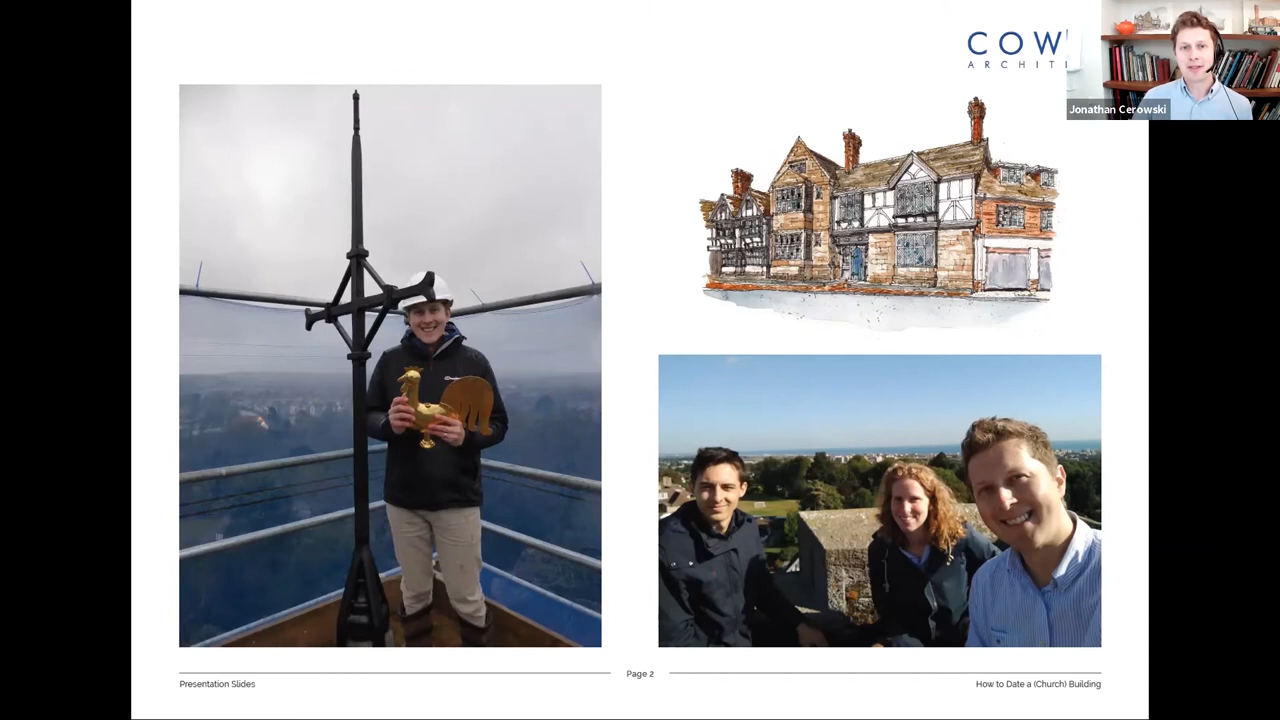 COW
ARCHIT
Jonathan Cerowski
Page 2
Presentation Slides
How to Date a (Church) Building